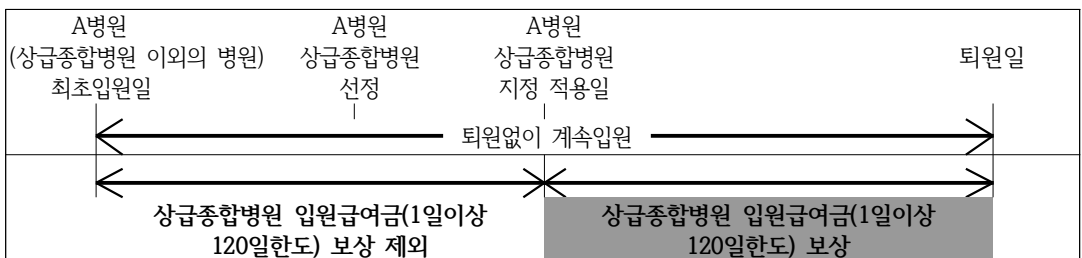 A병원
(상급종합병원 이외의 병원)
최초입원일
A병원
상급종합병원
선정
A병원
상급종합병원
지정 적용일
퇴원일
퇴원없이 계속입원
상급종합병원 입원급여금(1일이상
120일한도) 보상 제외
상급종합병원 입원급여금(1일이상
120일한도) 보상